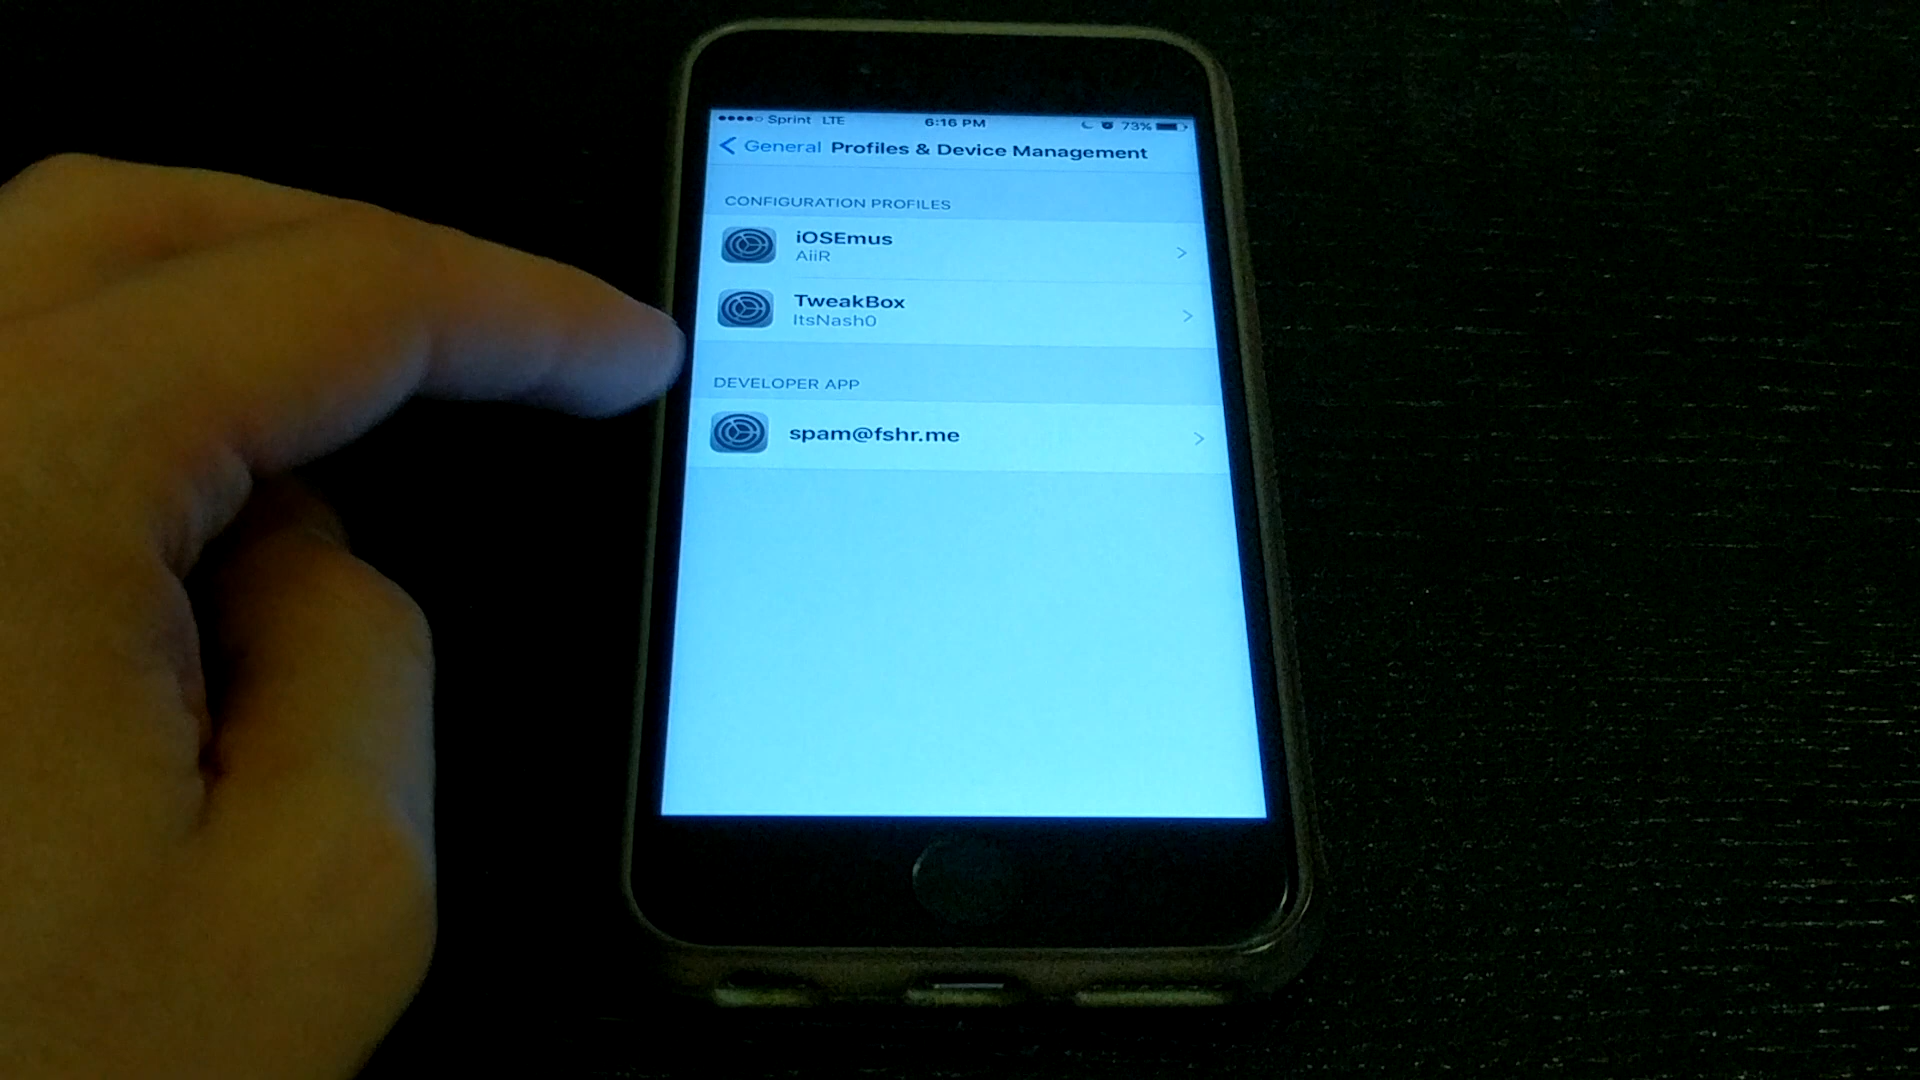 Sprint LTE 6:16 PM 73%
General Profiles & Device Management
CONFIGURATION PROFILES
iOSEmus
AiiR
TweakBox
ItsNash0
DEVELOPER APP
spam@fshr.me